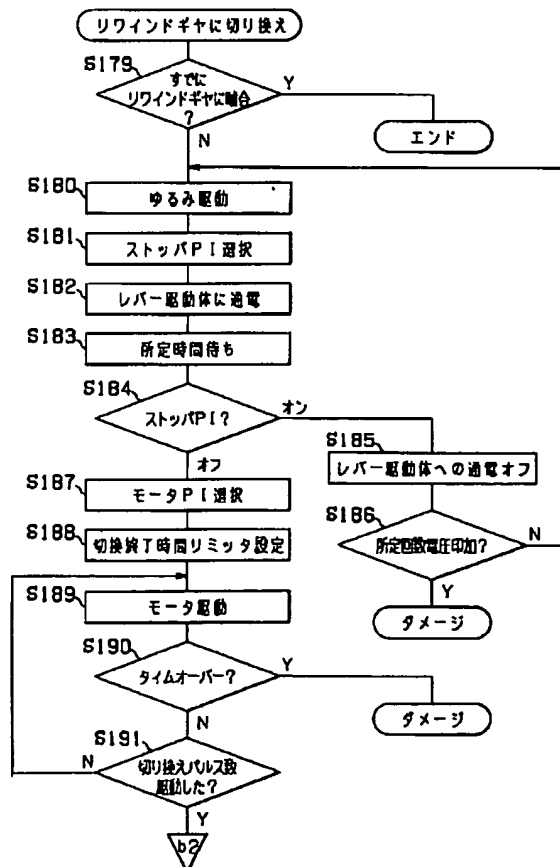 リワインドギヤに切り換え
S179
すでに
リワインドギヤに噛合
?
Y
N
エンド
S180
ゆるみ駆動
S181
ストッパPI選択
S182
レバー駆動体に通電
S183
所定時間待ち
S184
ストッパPI?
オン
オフ
S185
レバー駆動体への通電オフ
S186
所定回数電圧印加?
N
Y
ダメージ
S187
モータPI選択
S188
切換終了時間リミッタ設定
S189
モータ駆動
S190
タイムオーバー?
Y
N
ダメージ
S191
切り換えパルス数
駆動した?
N
Y
b2